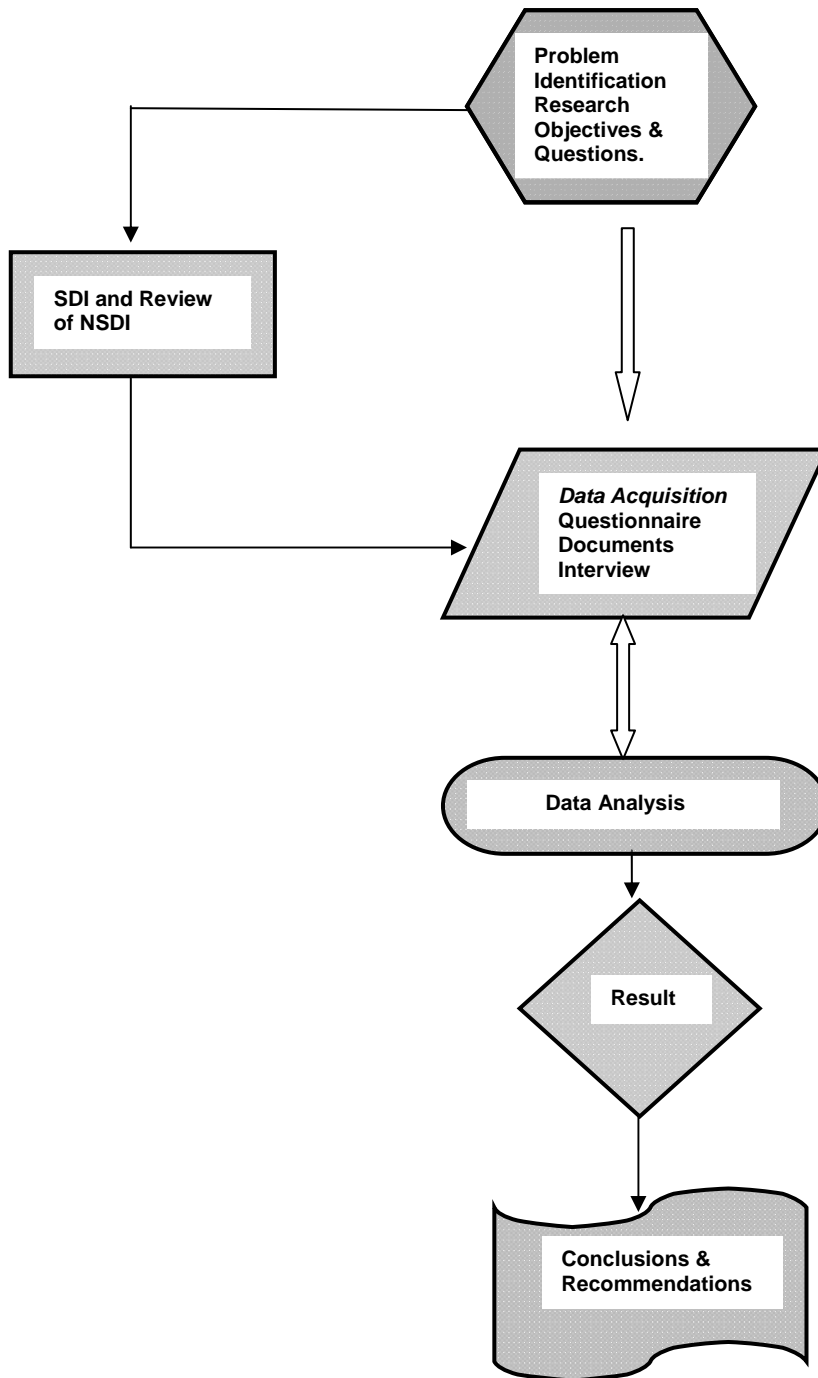 Problem
Identification
Research
Objectives &
Questions.
SDI and Review
of NSDI
Data Acquisition
Questionnaire
Documents
Interview
Data Analysis
Result
Conclusions &
Recommendations